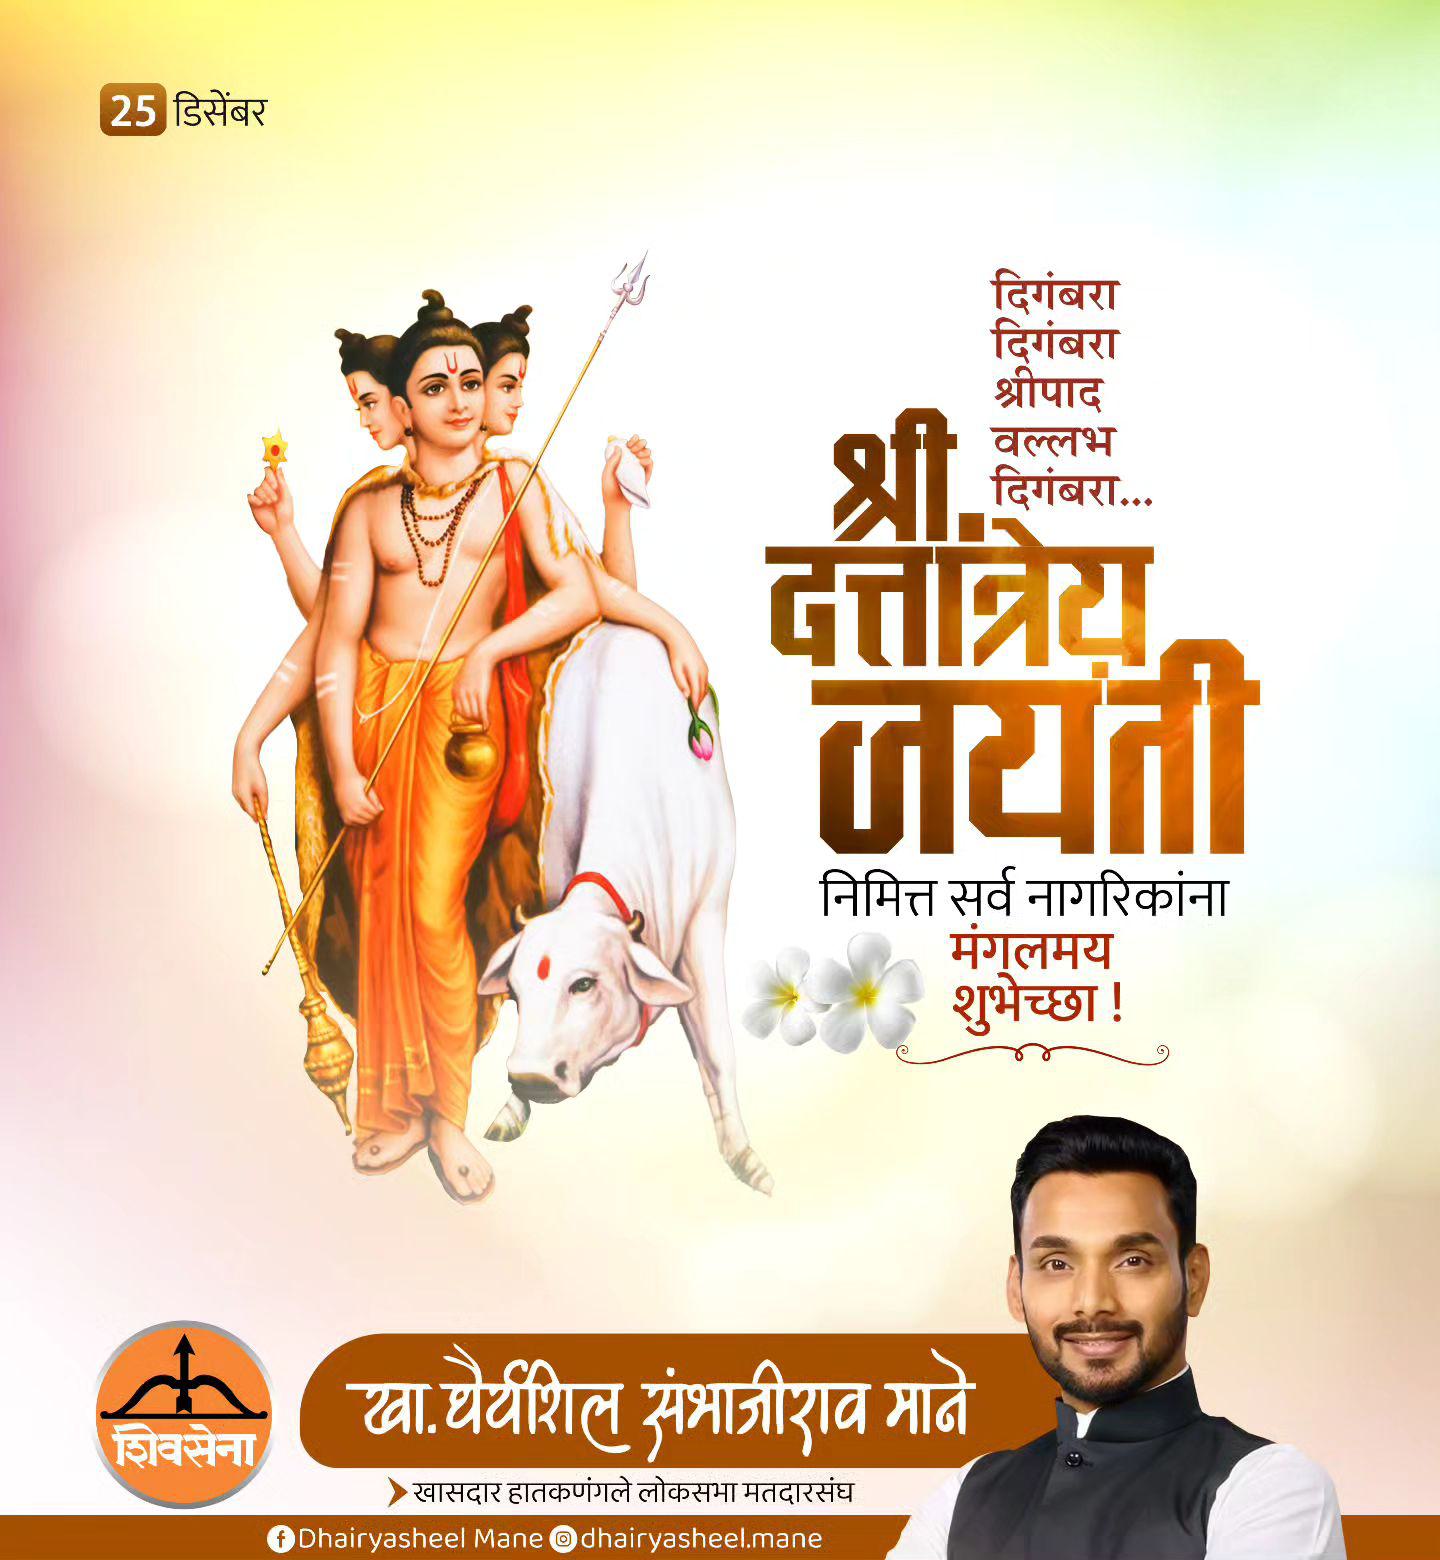 25 डिसेंबर
दिगंबरा
दिगंबरा
श्रीपाद
वल्लभ
दिगंबरा...
श्री.
दत्तात्रेय
जयंती
निमित्त सर्व नागरिकांना
मंगलमय
शुभेच्छा !
खा. धैर्यशिल संभाजीराव माने
शिवसेना
खासदार हातकणंगले लोकसभा मतदारसंघ
Dhairyasheel Mane dhairyasheel.mane